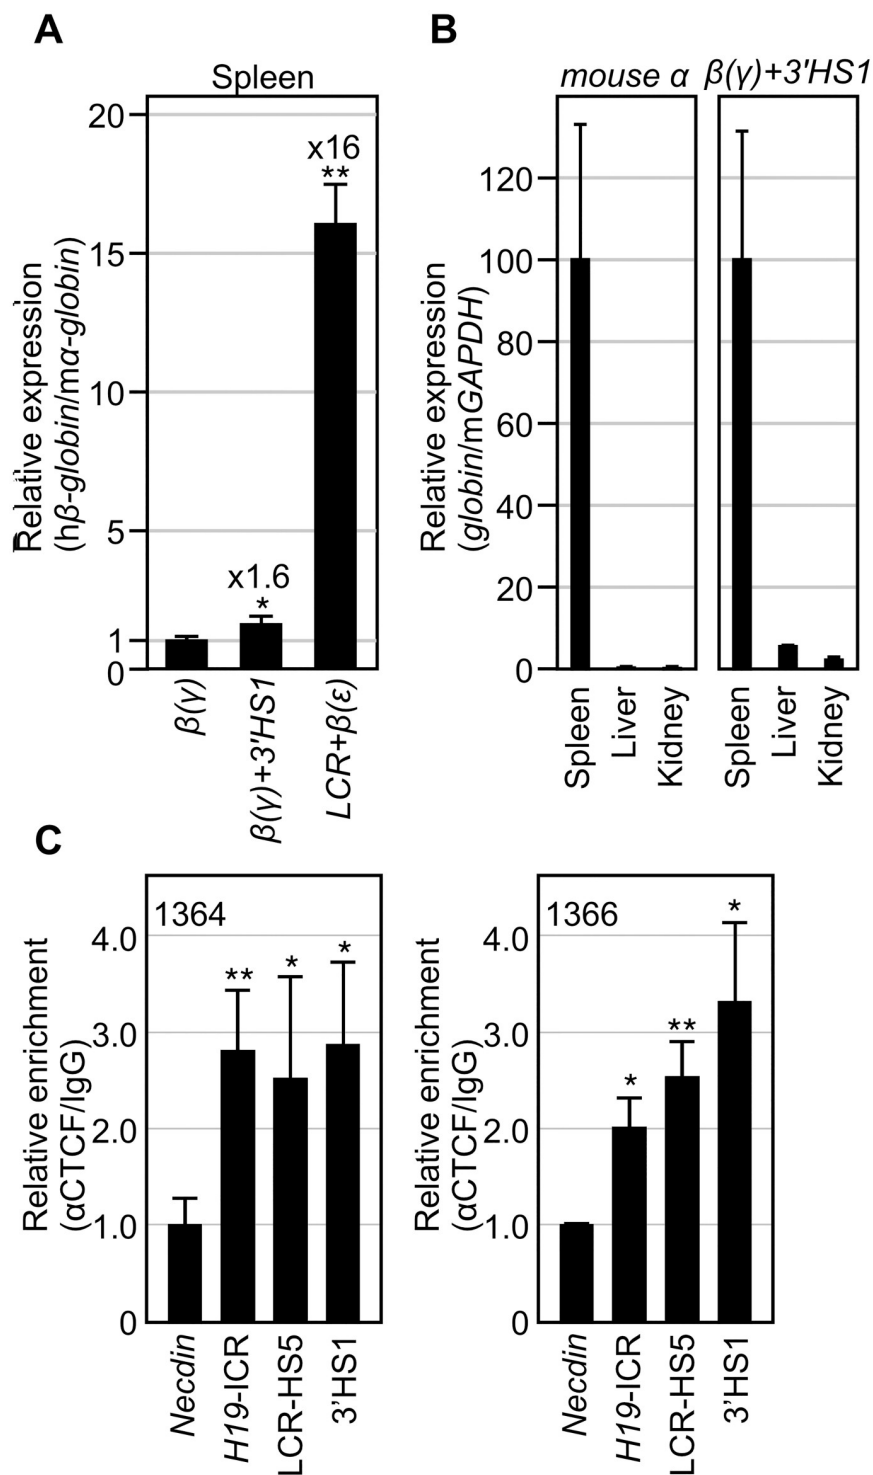 A
Spleen
Relative expression
(hβ-globin/mα-globin)
20
15
10
5
1
0
x16
**
x1.6
*
β(γ)
β(γ)+3'HS1
LCR+β(ε)
B
mouse α
β(γ)+3'HS1
Relative expression
(globin/mGAPDH)
120
100
80
60
40
20
0
Spleen
Liver
Kidney
Spleen
Liver
Kidney
C
1364
Relative enrichment
(αCTCF/IgG)
4.0
3.0
2.0
1.0
0
**
*
*
Necdin
H19-ICR
LCR-HS5
3’HS1
1366
Relative enrichment
(αCTCF/IgG)
4.0
3.0
2.0
1.0
0
*
**
*
Necdin
H19-ICR
LCR-HS5
3’HS1